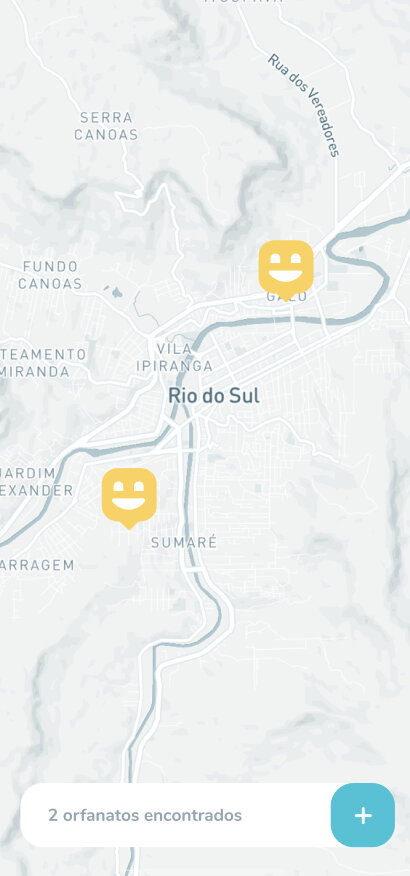 Rua dos Vereadores
SERRA
CANOAS
FUNDO
CANOAS
VILA
IPIRANGA
TEAMENTO
MIRANDA
Rio do Sul
JARDIM
EXANDER
SUMARÉ
ARRAGEM
2 orfanatos encontrados
+